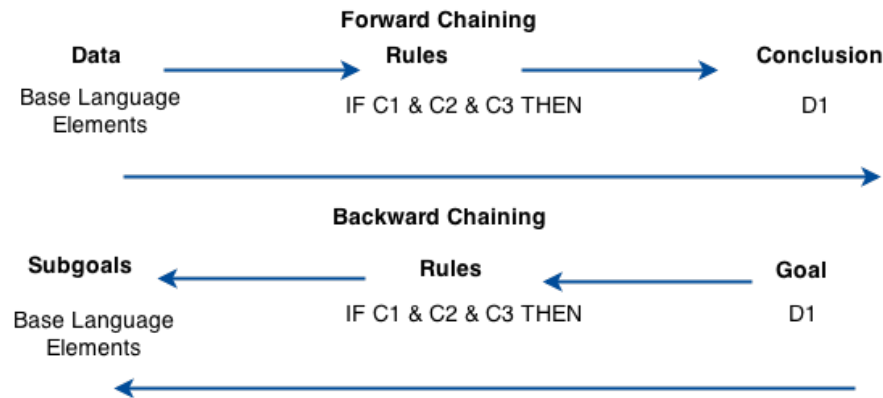 Forward Chaining
Data Rules Conclusion
Base Language
Elements
IF C1 & C2 & C3 THEN
D1
Backward Chaining
Subgoals Rules Goal
Base Language
Elements
IF C1 & C2 & C3 THEN
D1